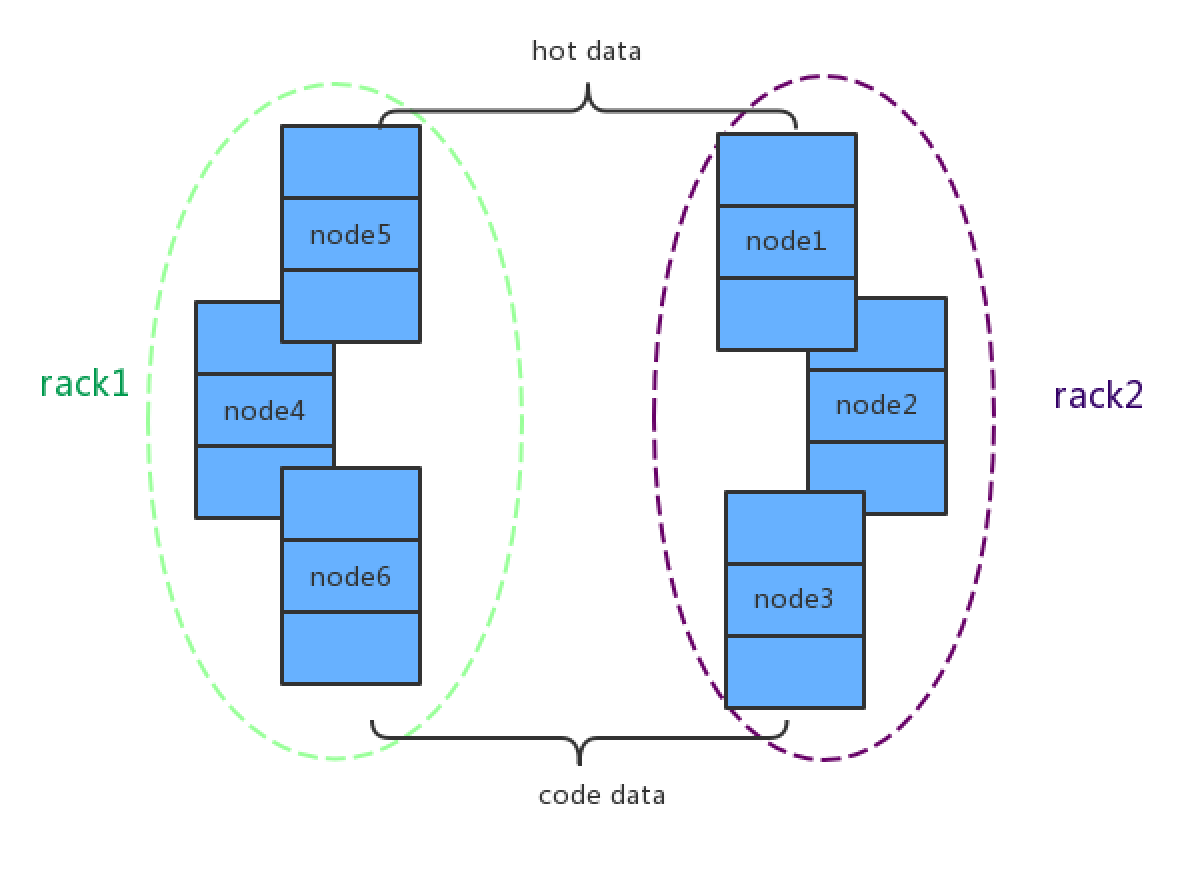 hot data
node5
node1
rack1
node4
node2
rack2
node6
node3
code data